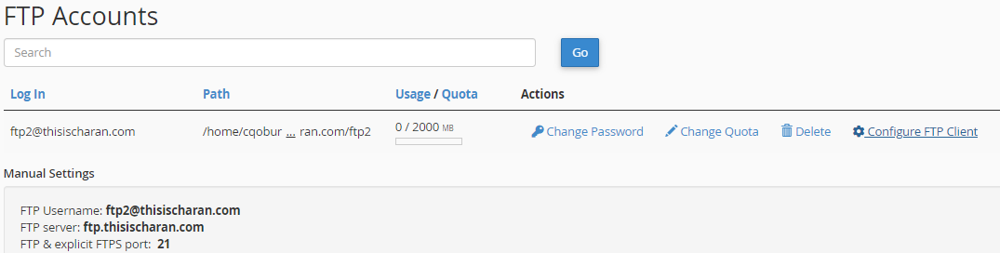 FTP Accounts
Search Go
Log In Path Usage / Quota Actions
ftp2@thisischaran.com /home/cqobur ... ran.com/ftp2 0 / 2000 MB Change Password Change Quota Delete Configure FTP Client
Manual Settings
FTP Username: ftp2@thisischaran.com
FTP server: ftp.thisischaran.com
FTP & explicit FTPS port: 21